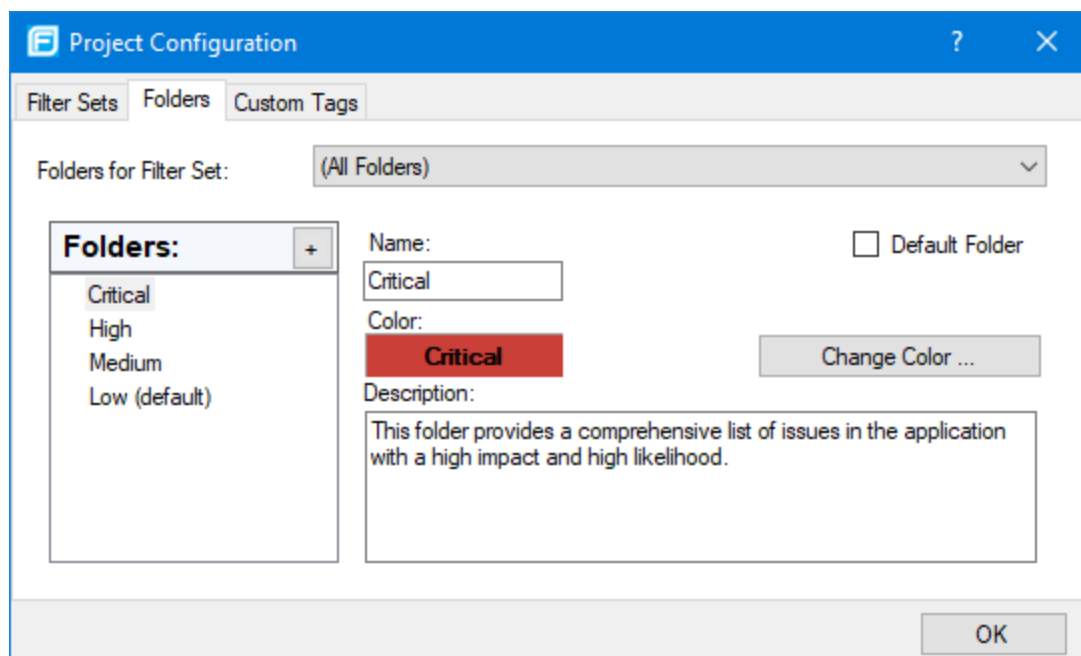 Project Configuration
?
Filter Sets
Folders
Custom Tags
Folders for Filter Set:
(All Folders)
Folders:
+
Critical
High
Medium
Low (default)
Name:
Default Folder
Critical
Color:
Critical
Change Color ...
Description:
This folder provides a comprehensive list of issues in the application
with a high impact and high likelihood.
OK